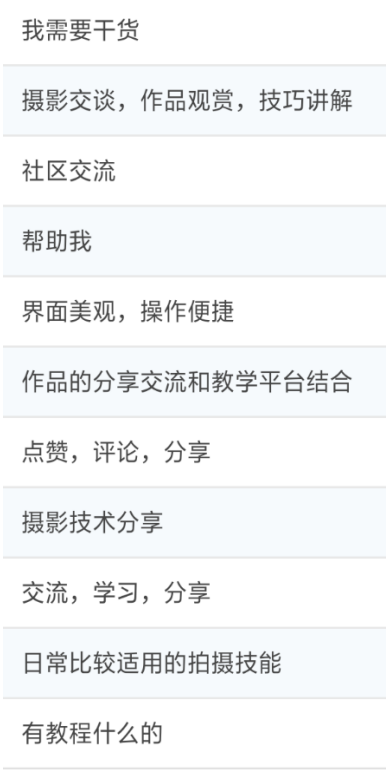 我需要干货
摄影交谈，作品观赏，技巧讲解
社区交流
帮助我
界面美观，操作便捷
作品的分享交流和教学平台结合
点赞，评论，分享
摄影技术分享
交流，学习，分享
日常比较适用的拍摄技能
有教程什么的